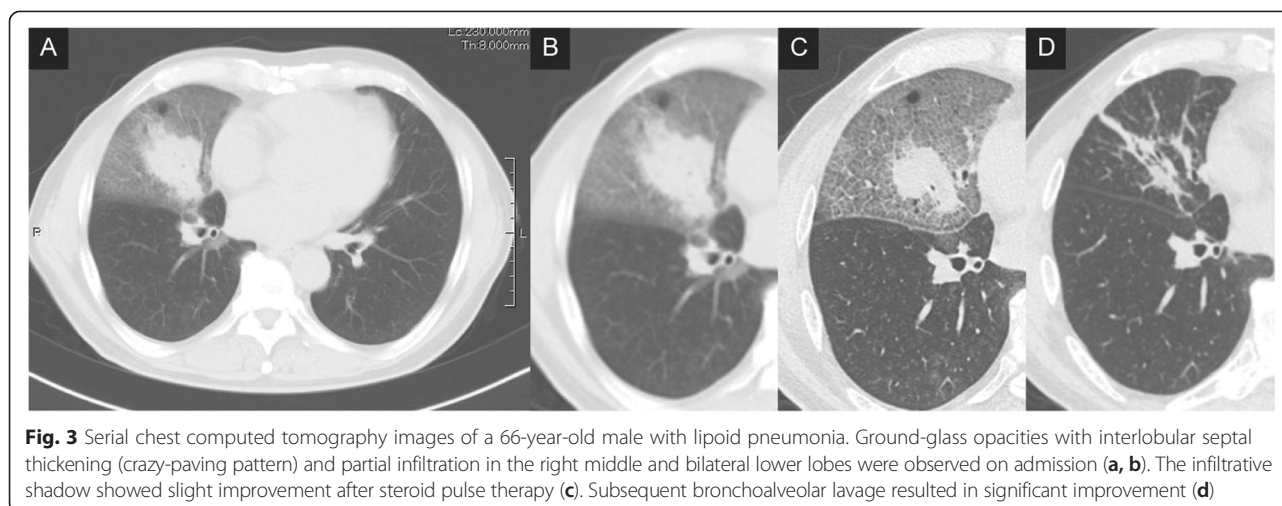 A
Lc:230.000mm
Th:8.000mm
B
C
D
R
L
Fig. 3 Serial chest computed tomography images of a 66-year-old male with lipoid pneumonia. Ground-glass opacities with interlobular septal
thickening (crazy-paving pattern) and partial infiltration in the right middle and bilateral lower lobes were observed on admission (a, b). The infiltrative
shadow showed slight improvement after steroid pulse therapy (c). Subsequent bronchoalveolar lavage resulted in significant improvement (d)